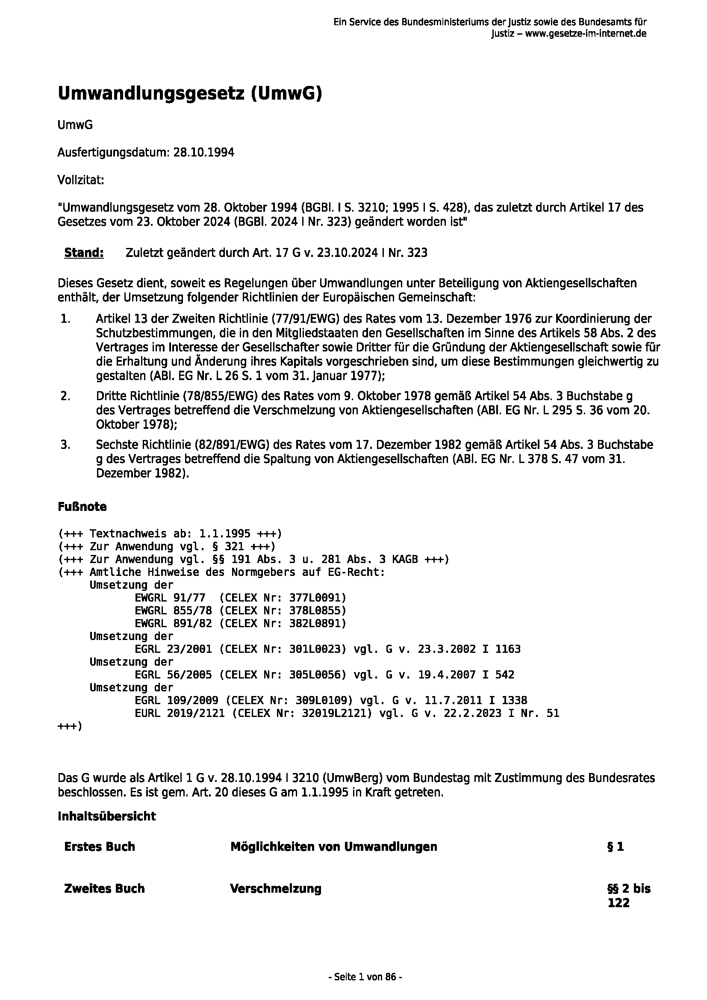 Ein Service des Bundesministeriums der Justiz sowie des Bundesamts für
Justiz – www.gesetze-im-internet.de
Umwandlungsgesetz (UmwG)
UmwG
Ausfertigungsdatum: 28.10.1994
Vollzitat:
"Umwandlungsgesetz vom 28. Oktober 1994 (BGBl. I S. 3210; 1995 I S. 428), das zuletzt durch Artikel 17 des
Gesetzes vom 23. Oktober 2024 (BGBl. 2024 I Nr. 323) geändert worden ist"
Stand: Zuletzt geändert durch Art. 17 G v. 23.10.2024 I Nr. 323
Dieses Gesetz dient, soweit es Regelungen über Umwandlungen unter Beteiligung von Aktiengesellschaften
enthält, der Umsetzung folgender Richtlinien der Europäischen Gemeinschaft:
1. Artikel 13 der Zweiten Richtlinie (77/91/EWG) des Rates vom 13. Dezember 1976 zur Koordinierung der
Schutzbestimmungen, die in den Mitgliedstaaten den Gesellschaften im Sinne des Artikels 58 Abs. 2 des
Vertrages im Interesse der Gesellschafter sowie Dritter für die Gründung der Aktiengesellschaft sowie für
die Erhaltung und Änderung ihres Kapitals vorgeschrieben sind, um diese Bestimmungen gleichwertig zu
gestalten (ABl. EG Nr. L 26 S. 1 vom 31. Januar 1977);
2. Dritte Richtlinie (78/855/EWG) des Rates vom 9. Oktober 1978 gemäß Artikel 54 Abs. 3 Buchstabe g
des Vertrages betreffend die Verschmelzung von Aktiengesellschaften (ABl. EG Nr. L 295 S. 36 vom 20.
Oktober 1978);
3. Sechste Richtlinie (82/891/EWG) des Rates vom 17. Dezember 1982 gemäß Artikel 54 Abs. 3 Buchstabe
g des Vertrages betreffend die Spaltung von Aktiengesellschaften (ABl. EG Nr. L 378 S. 47 vom 31.
Dezember 1982).
Fußnote
(+++ Textnachweis ab: 1.1.1995 +++)
(+++ Zur Anwendung vgl. § 321 +++)
(+++ Zur Anwendung vgl. §§ 191 Abs. 3 u. 281 Abs. 3 KAGB +++)
(+++ Amtliche Hinweise des Normgebers auf EG-Recht:
Umsetzung der
EWGRL 91/77 (CELEX Nr: 377L0091)
EWGRL 855/78 (CELEX Nr: 378L0855)
EWGRL 891/82 (CELEX Nr: 382L0891)
Umsetzung der
EGRL 23/2001 (CELEX Nr: 301L0023) vgl. G v. 23.3.2002 I 1163
Umsetzung der
EGRL 56/2005 (CELEX Nr: 305L0056) vgl. G v. 19.4.2007 I 542
Umsetzung der
EGRL 109/2009 (CELEX Nr: 309L0109) vgl. G v. 11.7.2011 I 1338
EURL 2019/2121 (CELEX Nr: 32019L2121) vgl. G v. 22.2.2023 I Nr. 51
+++)
Das G wurde als Artikel 1 G v. 28.10.1994 I 3210 (UmwBerg) vom Bundestag mit Zustimmung des Bundesrates
beschlossen. Es ist gem. Art. 20 dieses G am 1.1.1995 in Kraft getreten.
Inhaltsübersicht
Erstes Buch Möglichkeiten von Umwandlungen § 1
Zweites Buch Verschmelzung §§ 2 bis
122
- Seite 1 von 86 -